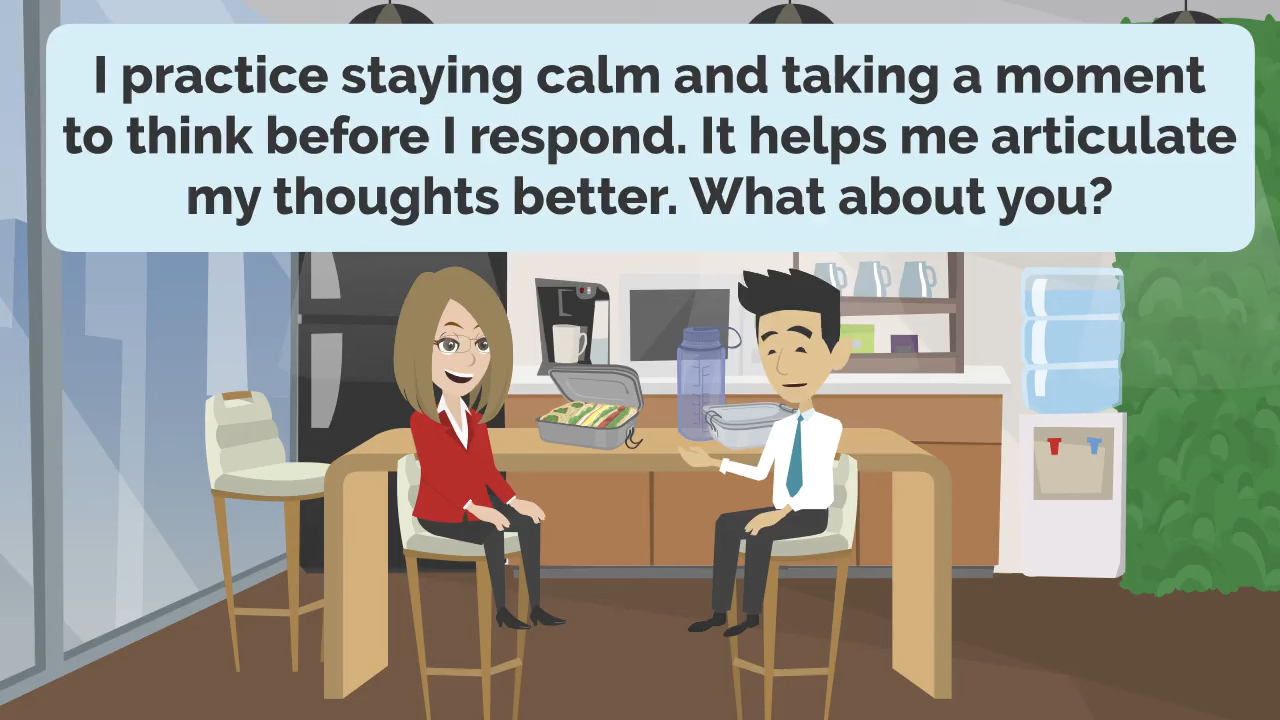 I practice staying calm and taking a moment
to think before I respond. It helps me articulate
my thoughts better. What about you?